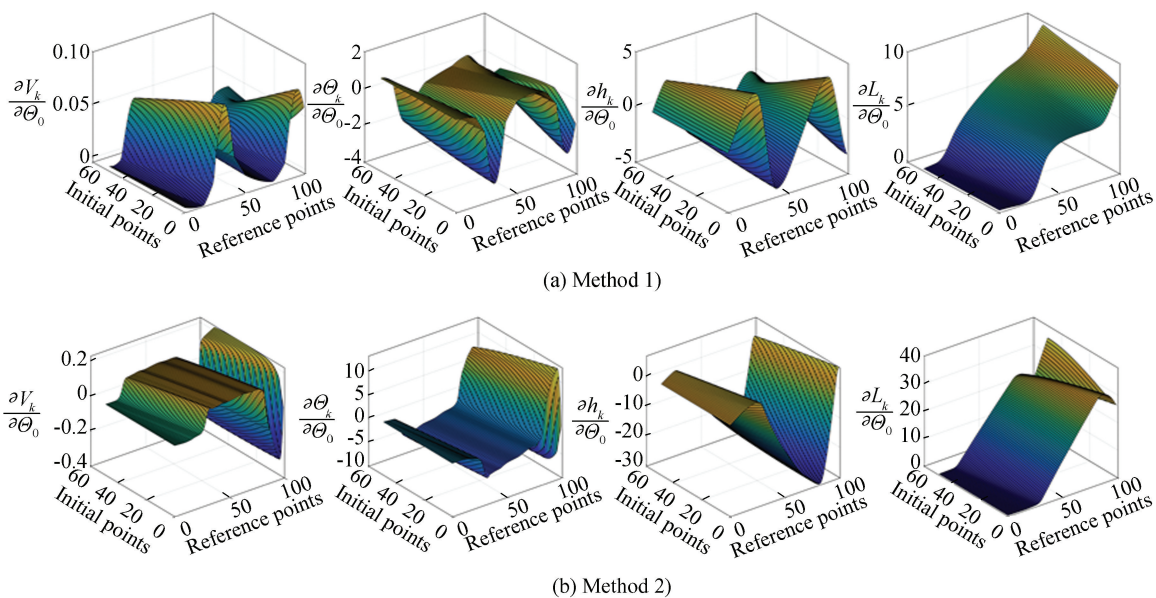 0.10
0.05
0
∂V_k/∂Θ_0
60 40 20 0
Initial points
0 50 100
Reference points
2
0
-2
-4
∂Θ_k/∂Θ_0
60 40 20 0
Initial points
0 50 100
Reference points
5
0
-5
∂h_k/∂Θ_0
60 40 20 0
Initial points
0 50 100
Reference points
10
5
0
∂L_k/∂Θ_0
60 40 20 0
Initial points
0 50 100
Reference points
(a) Method 1)
0.2
0
-0.2
-0.4
∂V_k/∂Θ_0
60 40 20 0
Initial points
0 50 100
Reference points
10
5
0
-5
-10
∂Θ_k/∂Θ_0
60 40 20 0
Initial points
0 50 100
Reference points
0
-10
-20
-30
∂h_k/∂Θ_0
60 40 20 0
Initial points
0 50 100
Reference points
40
30
20
10
0
∂L_k/∂Θ_0
60 40 20 0
Initial points
0 50 100
Reference points
(b) Method 2)